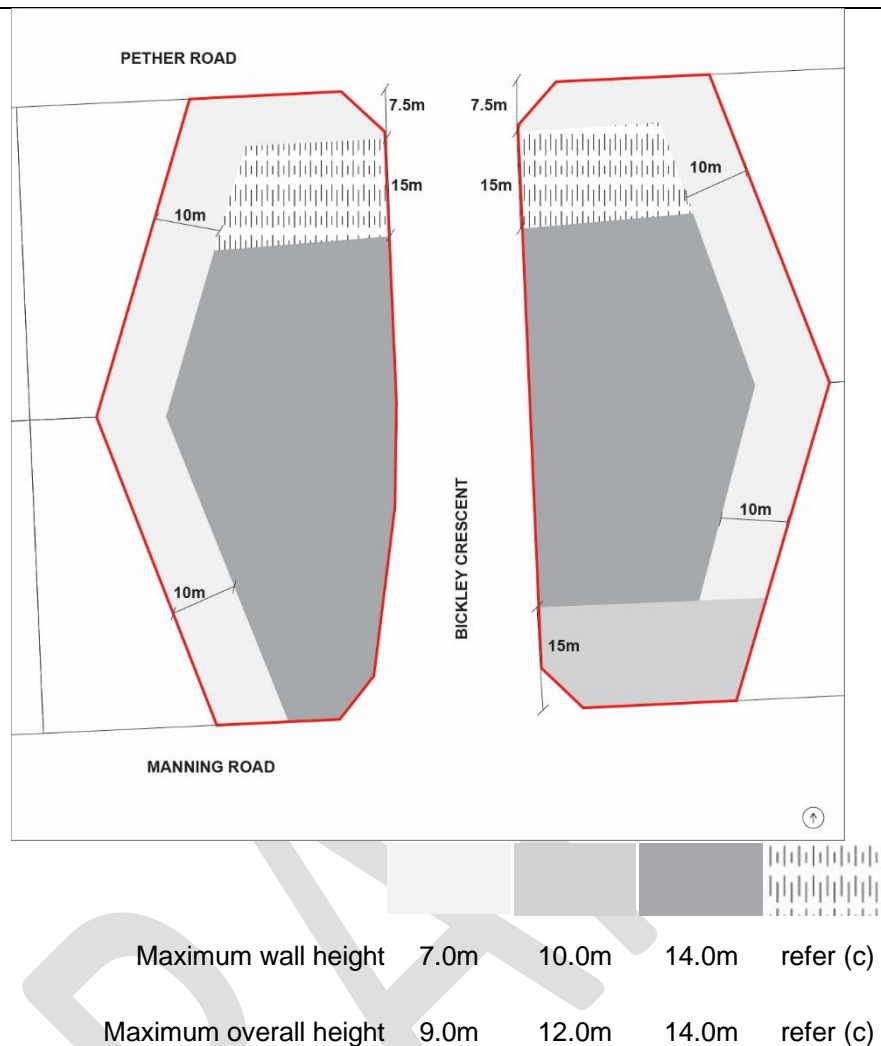 PETHER ROAD
7.5m
7.5m
15m
15m
10m
10m
BICKLEY CRESCENT
10m
10m
15m
MANNING ROAD
Maximum wall height 7.0m 10.0m 14.0m refer (c)
Maximum overall height 9.0m 12.0m 14.0m refer (c)